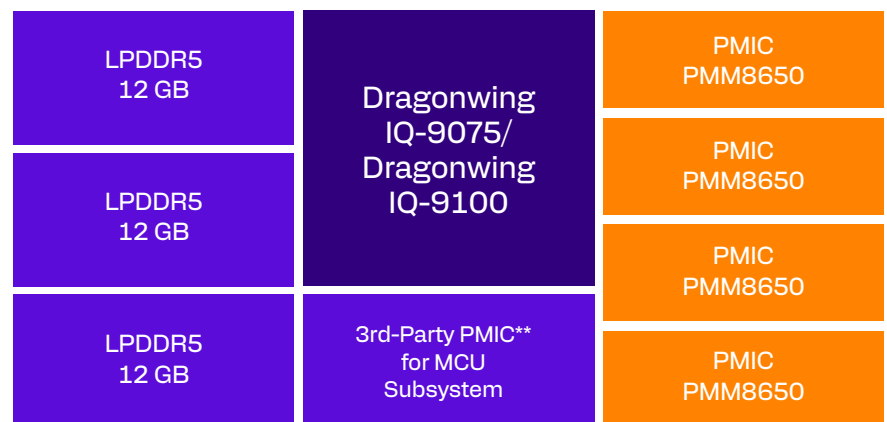 LPDDR5
12 GB
LPDDR5
12 GB
LPDDR5
12 GB
Dragonwing
IQ-9075/
Dragonwing
IQ-9100
3rd-Party PMIC**
for MCU
Subsystem
PMIC
PMM8650
PMIC
PMM8650
PMIC
PMM8650
PMIC
PMM8650